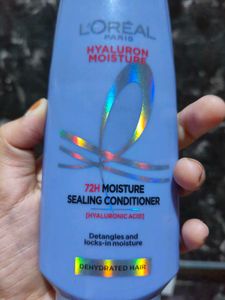 L'ORÉAL
PARIS
HYALURON
MOISTURE
72H MOISTURE
SEALING CONDITIONER
[HYALURONIC ACID]
Detangles and
locks-in moisture
DEHYDRATED HAIR